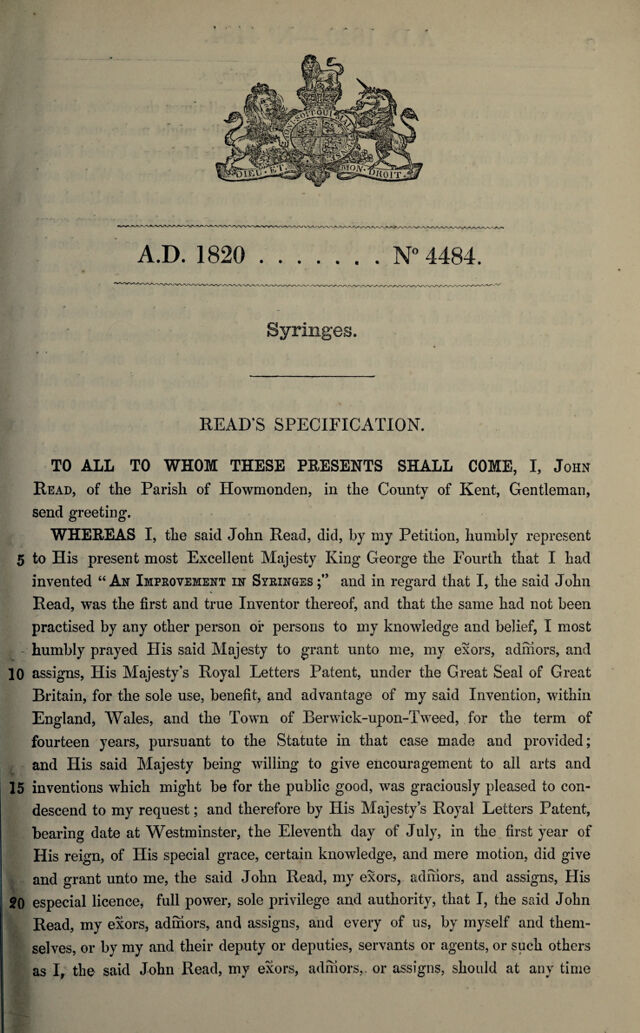 HONI SOIT QUI MAL
DIEU · ET · MON · DROIT ·
A.D. 1820 . . . . . . . Nº 4484.
Syringes.
READ'S SPECIFICATION.
TO ALL TO WHOM THESE PRESENTS SHALL COME, I, JOHN
READ, of the Parish of Howmonden, in the County of Kent, Gentleman,
send greeting.
WHEREAS I, the said John Read, did, by my Petition, humbly represent
5 to His present most Excellent Majesty King George the Fourth that I had
invented “AN IMPROVEMENT IN SYRINGES;” and in regard that I, the said John
Read, was the first and true Inventor thereof, and that the same had not been
practised by any other person or persons to my knowledge and belief, I most
humbly prayed His said Majesty to grant unto me, my exors, admors, and
10 assigns, His Majesty's Royal Letters Patent, under the Great Seal of Great
Britain, for the sole use, benefit, and advantage of my said Invention, within
England, Wales, and the Town of Berwick-upon-Tweed, for the term of
fourteen years, pursuant to the Statute in that case made and provided;
and His said Majesty being willing to give encouragement to all arts and
15 inventions which might be for the public good, was graciously pleased to con-
descend to my request; and therefore by His Majesty's Royal Letters Patent,
bearing date at Westminster, the Eleventh day of July, in the first year of
His reign, of His special grace, certain knowledge, and mere motion, did give
and grant unto me, the said John Read, my exors, admors, and assigns, His
20 especial licence, full power, sole privilege and authority, that I, the said John
Read, my exors, admors, and assigns, and every of us, by myself and them-
selves, or by my and their deputy or deputies, servants or agents, or such others
as I, the said John Read, my exors, admors, or assigns, should at any time